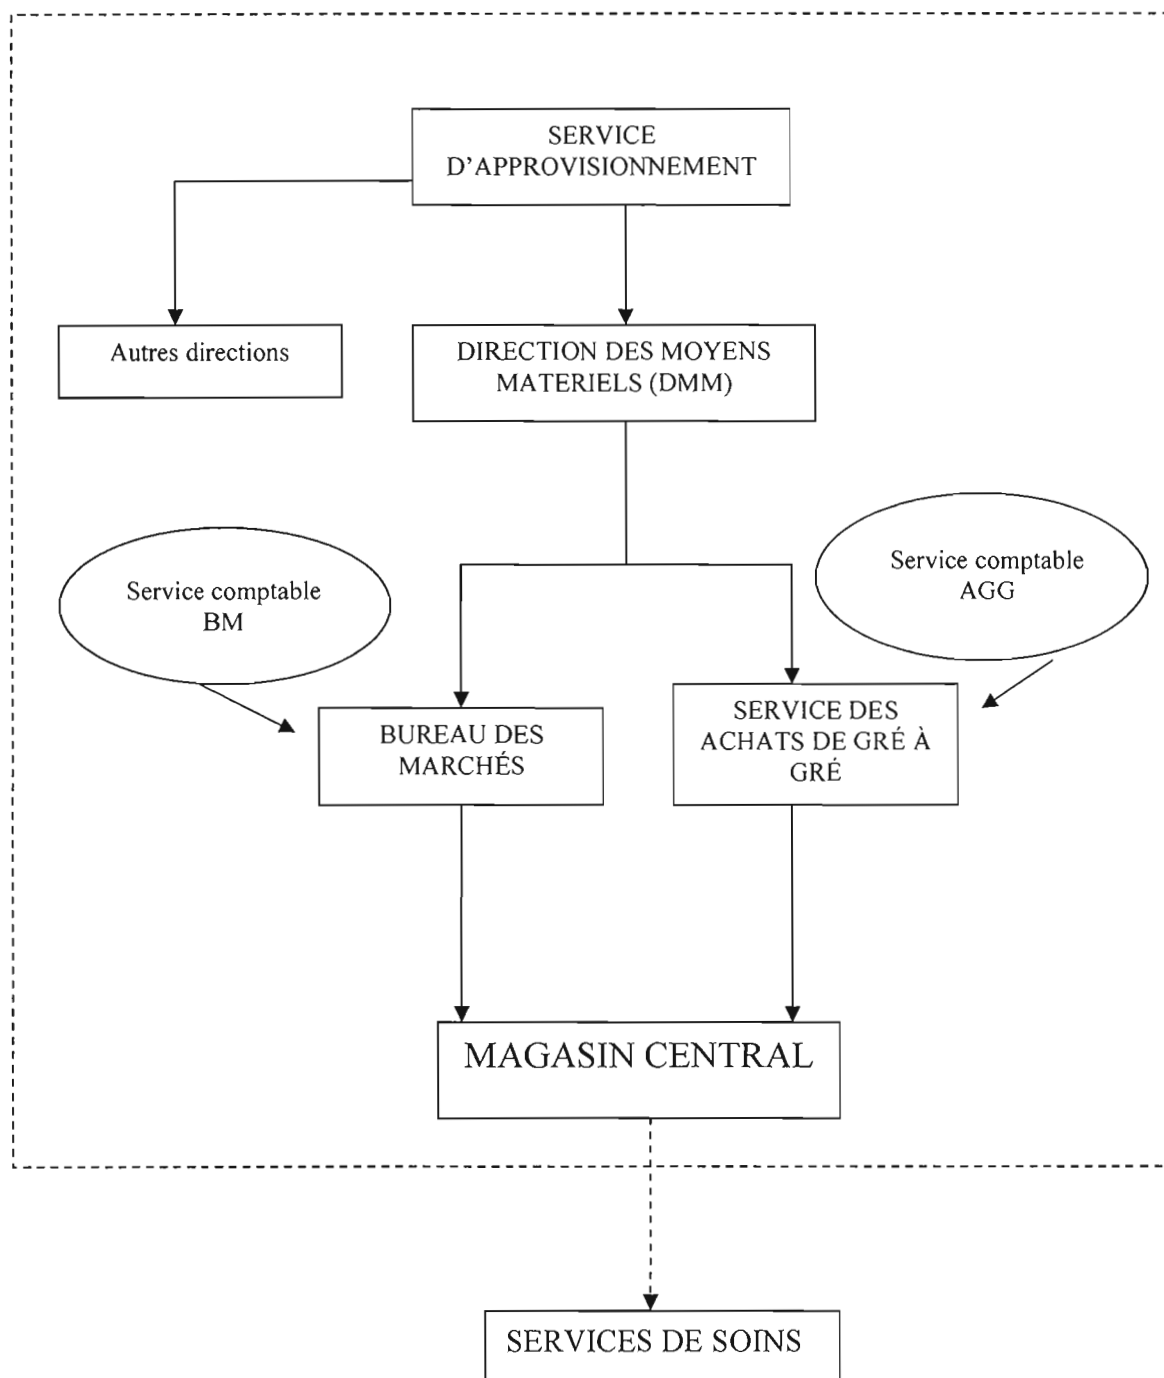 SERVICE
D'APPROVISIONNEMENT
Autres directions
DIRECTION DES MOYENS
MATERIELS (DMM)
Service comptable
BM
Service comptable
AGG
BUREAU DES
MARCHÉS
SERVICE DES
ACHATS DE GRÉ À
GRÉ
MAGASIN CENTRAL
SERVICES DE SOINS